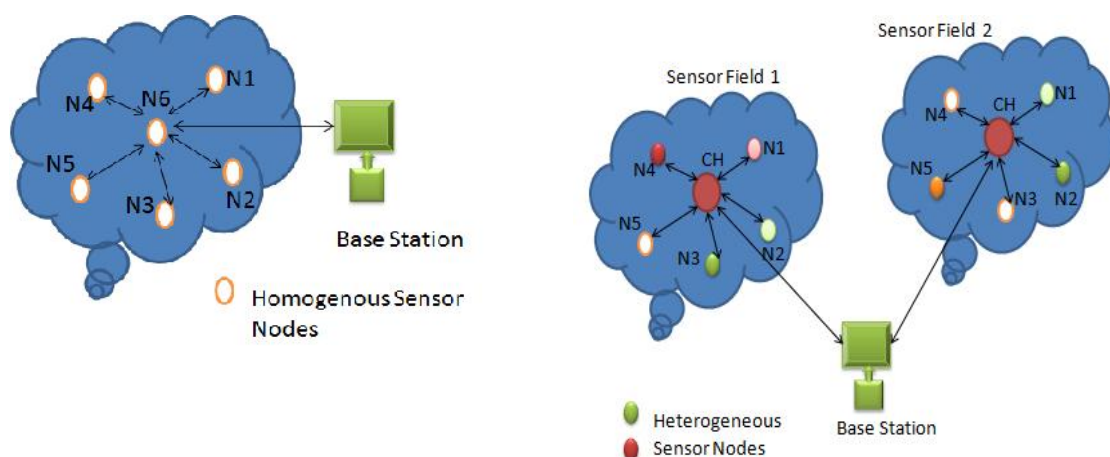 N1
N4
N6
N5
N3
N2
Base Station
Homogenous Sensor
Nodes
Sensor Field 1
N4
CH
N1
N5
N3
N2
Sensor Field 2
CH
N1
N4
N5
N3
N2
Heterogeneous
Sensor Nodes
Base Station